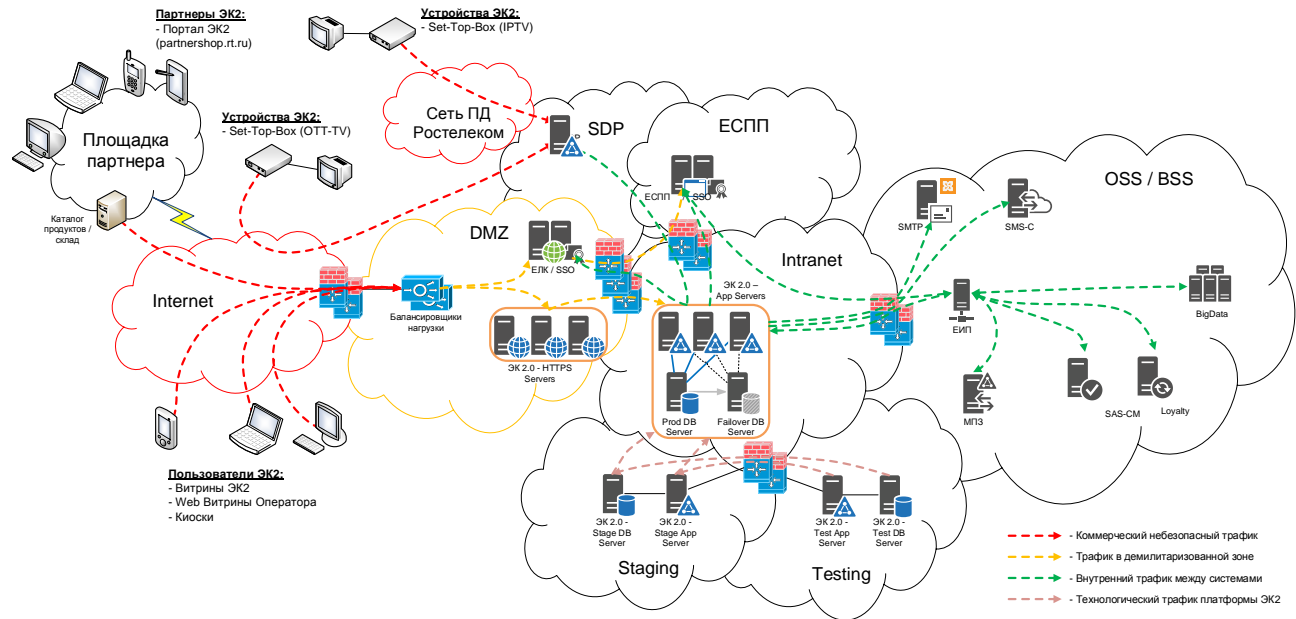 Партнеры ЭК2:
- Портал ЭК2
(partnershop.rt.ru)
Устройства ЭК2:
- Set-Top-Box (IPTV)
Площадка
партнера
Устройства ЭК2:
- Set-Top-Box (OTT-TV)
Сеть ПД
Ростелеком
SDP
ЕСПП
OSS / BSS
ЕСПП
SSO
SMTP
SMS-C
Каталог
продуктов /
склад
DMZ
ЕЛК / SSO
Intranet
Internet
Балансировщики
нагрузки
ЭК 2.0 –
App Servers
ЕИП
BigData
ЭК 2.0 - HTTPS
Servers
Prod DB
Server
Failover DB
Server
МПЗ
SAS-CM
Loyalty
Пользователи ЭК2:
- Витрины ЭК2
- Web Витрины Оператора
- Киоски
ЭК 2.0 -
Stage DB
Server
ЭК 2.0 -
Stage App
Server
ЭК 2.0 -
Test App
Server
ЭК 2.0 -
Test DB
Server
Staging
Testing
- Коммерческий небезопасный трафик
- Трафик в демилитаризованной зоне
- Внутренний трафик между системами
- Технологический трафик платформы ЭК2